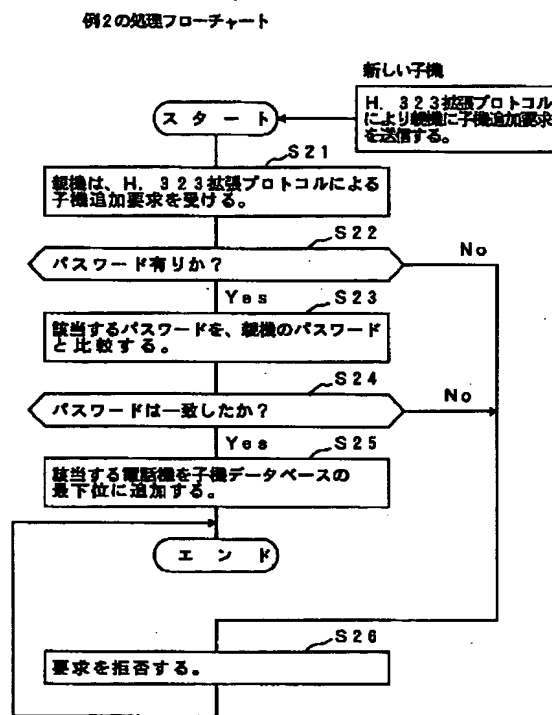 例2の処理フローチャート
新しい子機
H.323拡張プロトコル
により親機に子機追加要求
を送信する。
スタート
S21
親機は、H.323拡張プロトコルによる
子機追加要求を受ける。
S22
パスワード有りか？
No
Yes
S23
該当するパスワードを、親機のパスワード
と比較する。
S24
パスワードは一致したか？
No
Yes
S25
該当する電話機を子機データベースの
最下位に追加する。
エンド
S26
要求を拒否する。